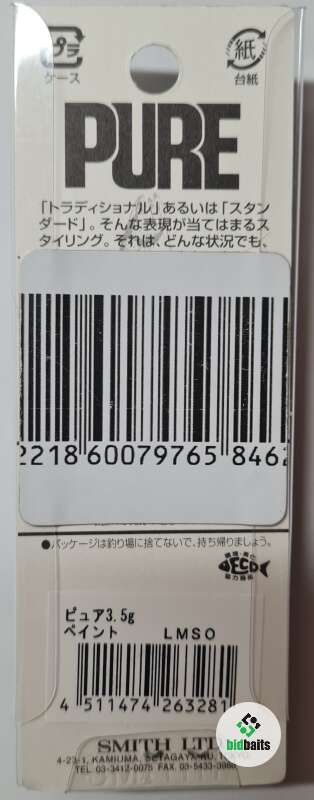 プラ
ケース
紙
台紙
PURE
「トラディショナル」あるいは「スタン
ダード」。そんな表現が当てはまるス
タイリング。それは、どんな状況でも、
2218600797658462
●パッケージは釣り場に捨てないで、持ち帰りましょう。
ECO
ピュア3.5g
ペイント LMSO
4 511474 263281
SMITH LTD.
4-23-1, KAMIUMA, SETAGAYA-KU, TOKYO
TEL. 03-3412-0075 FAX. 03-5433-
bidbaits